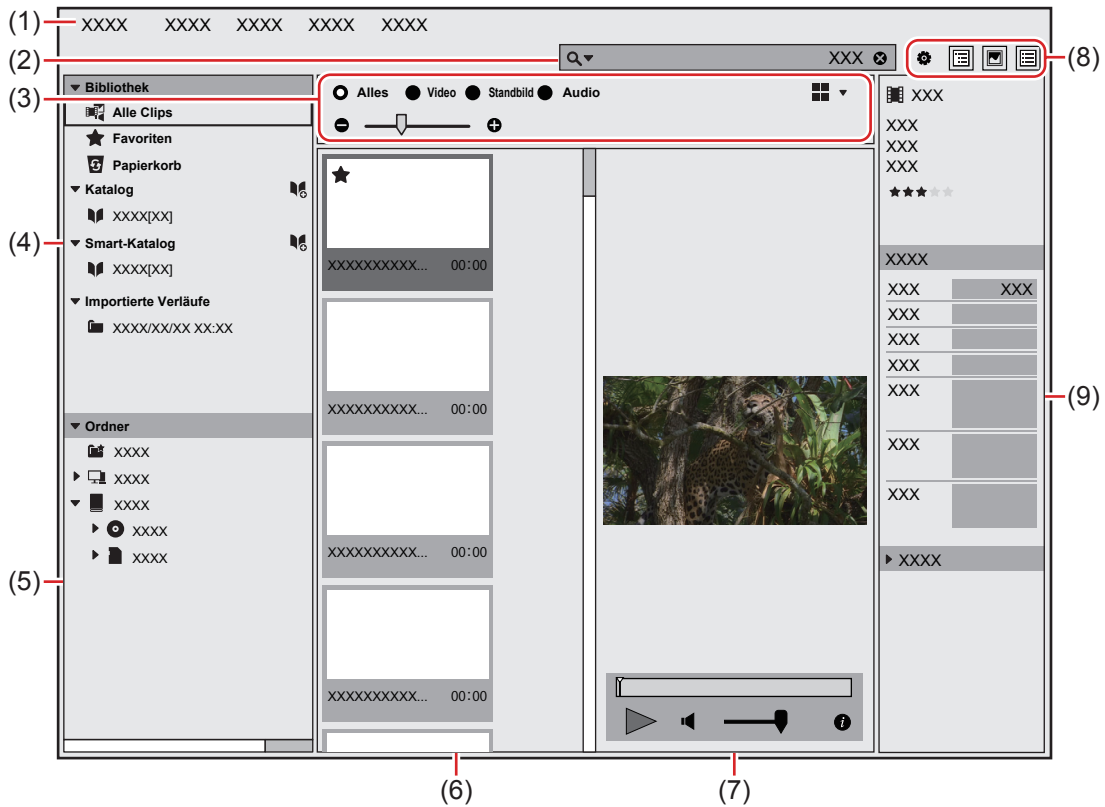 (1)
XXXX XXXX XXXX XXXX XXXX
(2)
XXX
(8)
(3)
Alles Video Standbild Audio
Bibliothek
Alle Clips
Favoriten
Papierkorb
Katalog
XXXX[XX]
(4)
Smart-Katalog
XXXX[XX]
Importierte Verläufe
XXXX/XX/XX XX:XX
Ordner
XXXX
XXXX
XXXX
XXXX
XXXX
(5)
XXXXXXXXXX... 00:00
XXXXXXXXXX... 00:00
XXXXXXXXXX... 00:00
XXXXXXXXXX... 00:00
(6)
i
(7)
XXX
XXX
XXX
XXX
XXXX
XXX XXX
XXX
XXX
XXX
XXX
(9)
XXX
XXX
XXXX